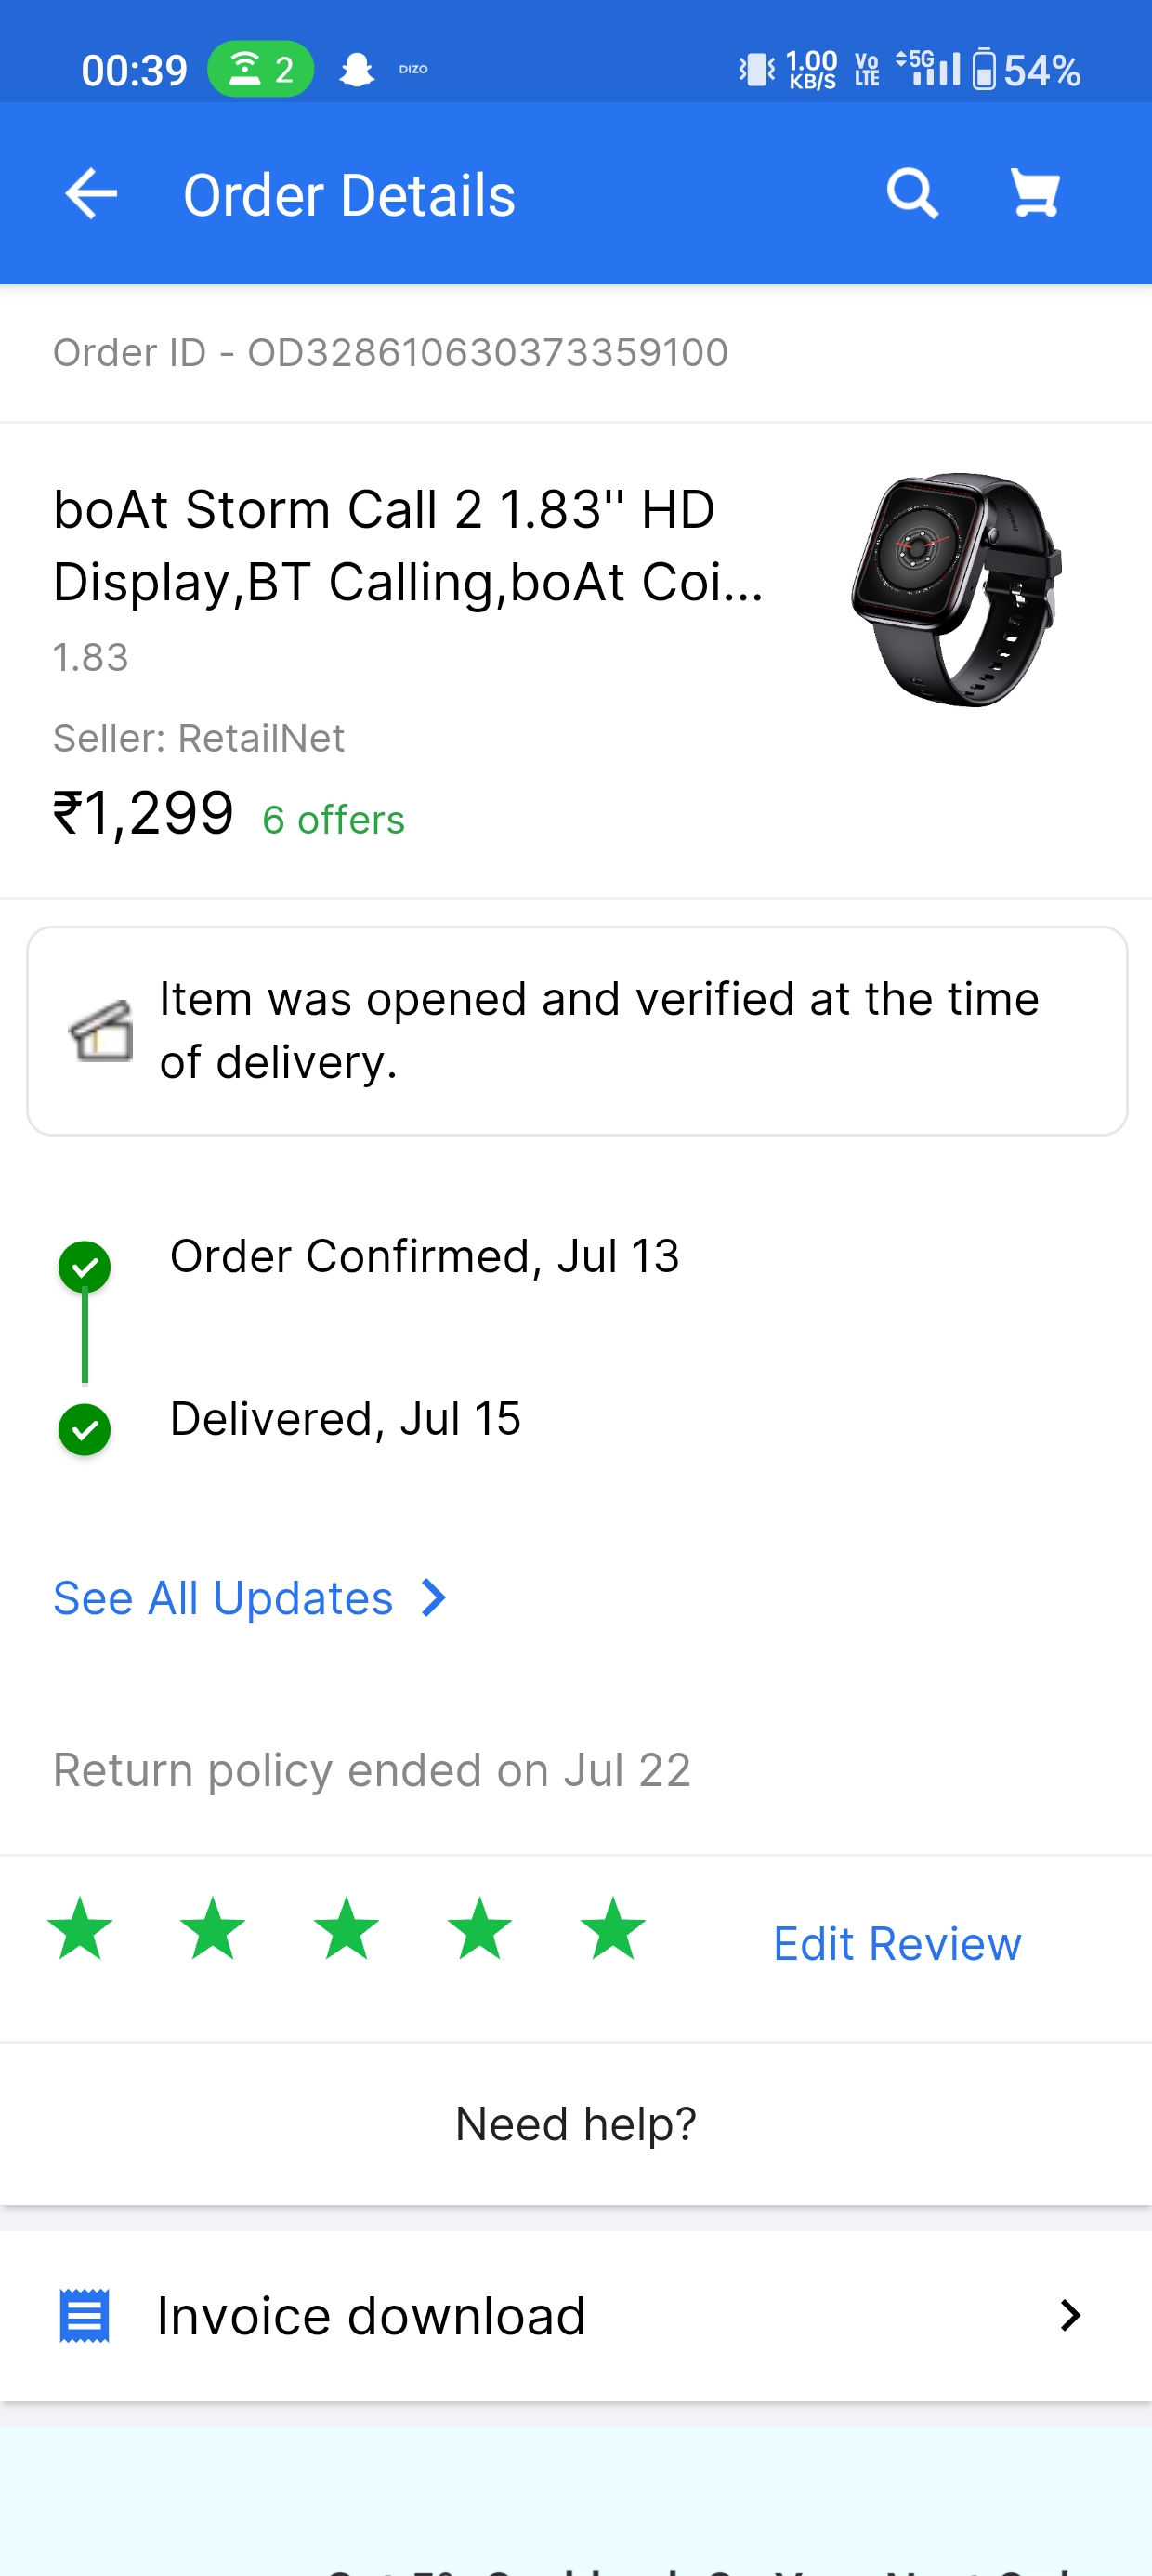 00:39 2 DIZO 1.00 KB/S Vo LTE 5G 54%
Order Details
Order ID - OD328610630373359100
boAt Storm Call 2 1.83'' HD
Display,BT Calling,boAt Coi...
1.83
Seller: RetailNet
₹1,299 6 offers
Item was opened and verified at the time
of delivery.
Order Confirmed, Jul 13
Delivered, Jul 15
See All Updates
Return policy ended on Jul 22
Edit Review
Need help?
Invoice download